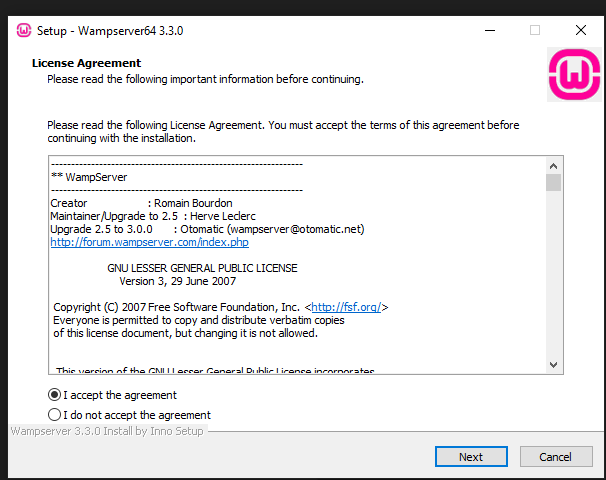 Setup - Wampserver64 3.3.0
License Agreement
Please read the following important information before continuing.
Please read the following License Agreement. You must accept the terms of this agreement before
continuing with the installation.
------------------------------------------------------------
** WampServer
------------------------------------------------------------
Creator : Romain Bourdon
Maintainer/Upgrade to 2.5 : Herve Leclerc
Upgrade 2.5 to 3.0.0 : Otomatic (wampserver@otomatic.net)
http://forum.wampserver.com/index.php
GNU LESSER GENERAL PUBLIC LICENSE
Version 3, 29 June 2007
Copyright (C) 2007 Free Software Foundation, Inc. <http://fsf.org/>
Everyone is permitted to copy and distribute verbatim copies
of this license document, but changing it is not allowed.
This version of the GNU Lesser General Public License incorporates
I accept the agreement
I do not accept the agreement
Wampserver 3.3.0 Install by Inno Setup
Next
Cancel